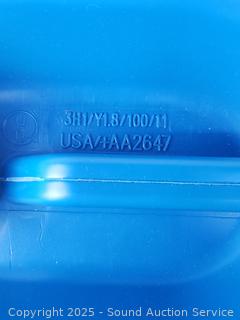 3H1/Y1.8/100/11
USA/+AA2647
Copyright © 2025 - Sound Auction Service